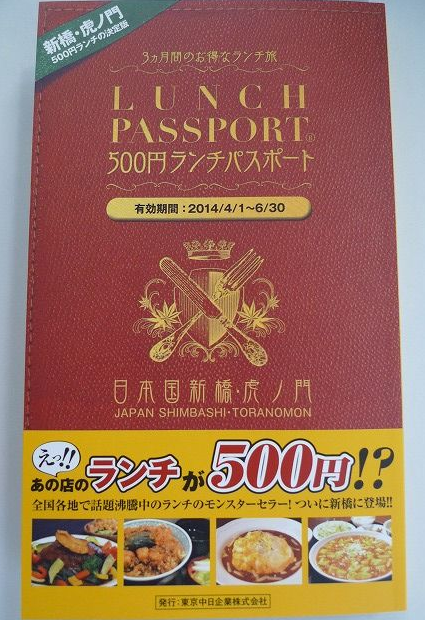 新橋・虎ノ門
500円ランチの決定版
3ヵ月間のお得なランチ旅
LUNCH
PASSPORT®
500円ランチパスポート
有効期間:2014/4/1~6/30
日本国新橋・虎ノ門
JAPAN SHIMBASHI・TORANOMON
えっ!!
あの店のランチが500円!?
全国各地で話題沸騰中のランチのモンスターセラー!ついに新橋に登場!!
発行:東京中日企業株式会社